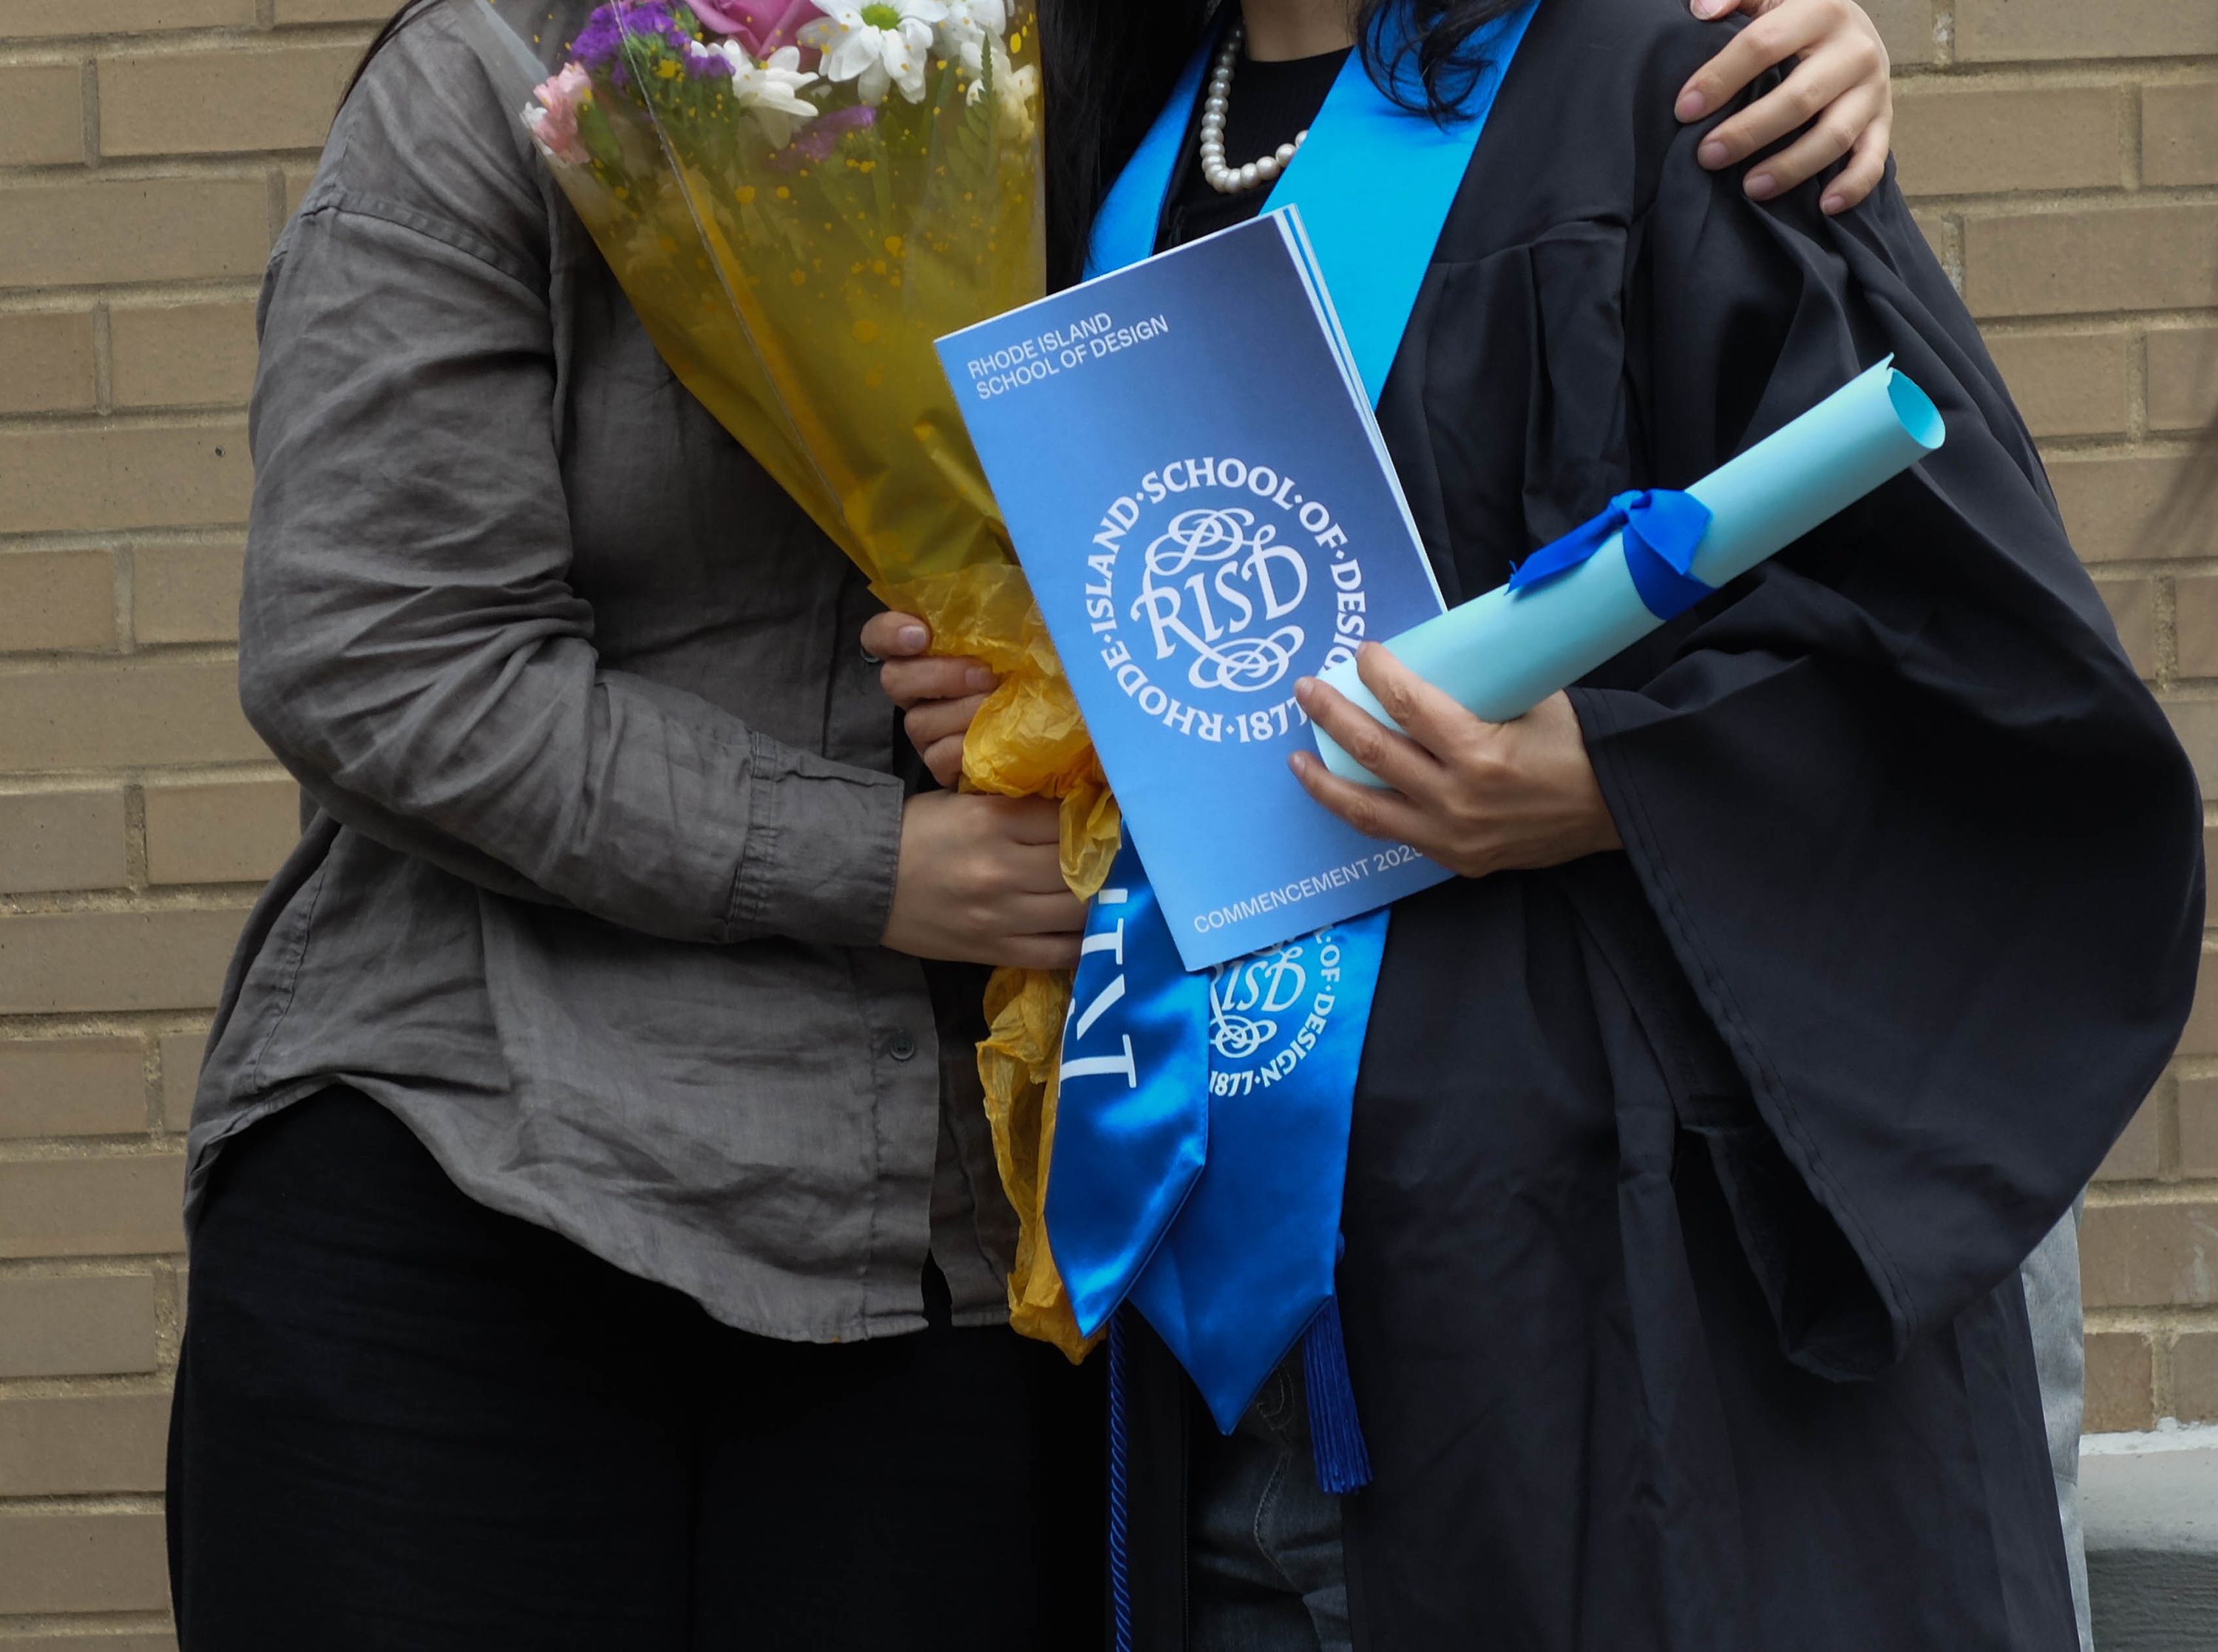 RHODE ISLAND
SCHOOL OF DESIGN
RHODE·ISLAND·SCHOOL·OF·DESIGN·1877·
RISD
COMMENCEMENT
RISD
OF·DESIGN·1877